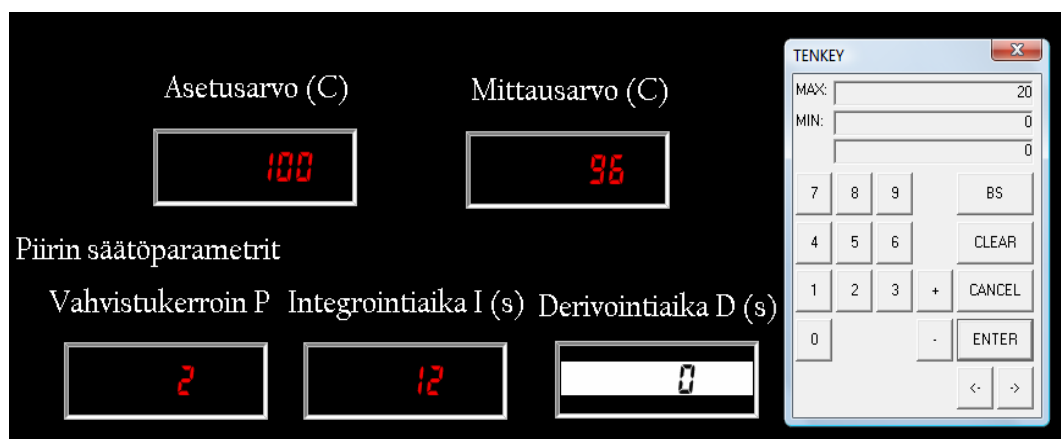 Asetusarvo (C)
Mittausarvo (C)
100
96
Piirin säätöparametrit
Vahvistukerroin P
Integrointiaika I (s)
Derivointiaika D (s)
2
12
0
TENKEY
X
MAX: 20
MIN: 0
0
7 8 9 BS
4 5 6 CLEAR
1 2 3 + CANCEL
0 - ENTER
<- ->